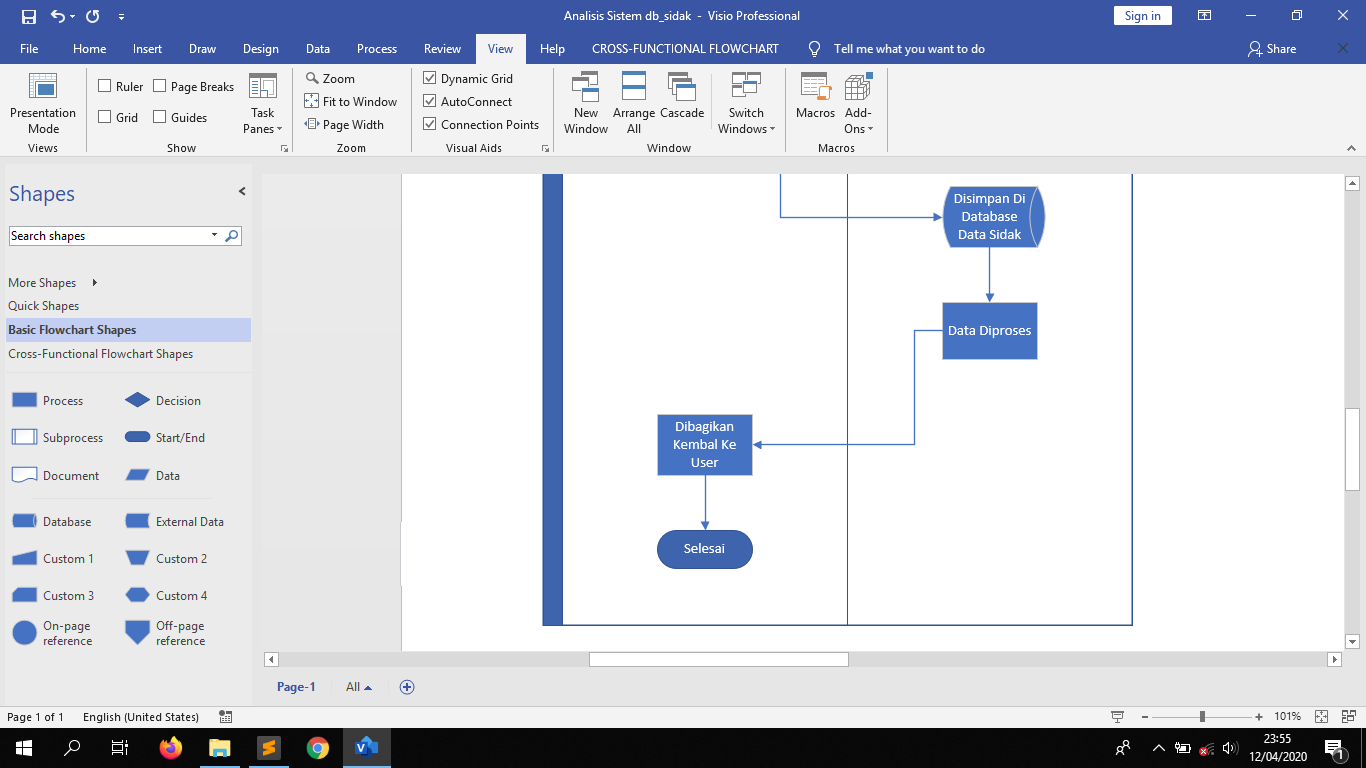 Analisis Sistem db_sidak - Visio Professional
Sign in
File
Home
Insert
Draw
Design
Data
Process
Review
View
Help
CROSS-FUNCTIONAL FLOWCHART
Tell me what you want to do
Share
Presentation
Mode
Views
Ruler
Page Breaks
Grid
Guides
Task
Panes
Show
Zoom
Fit to Window
Page Width
Zoom
Dynamic Grid
AutoConnect
Connection Points
Visual Aids
New
Window
Arrange
All
Cascade
Switch
Windows
Window
Macros
Add-
Ons
Macros
Shapes
Search shapes
More Shapes
Quick Shapes
Basic Flowchart Shapes
Cross-Functional Flowchart Shapes
Process
Decision
Subprocess
Start/End
Document
Data
Database
External Data
Custom 1
Custom 2
Custom 3
Custom 4
On-page
reference
Off-page
reference
Disimpan Di
Database
Data Sidak
Data Diproses
Dibagikan
Kembal Ke
User
Selesai
Page-1
All
Page 1 of 1
English (United States)
101%
23:55
12/04/2020
1